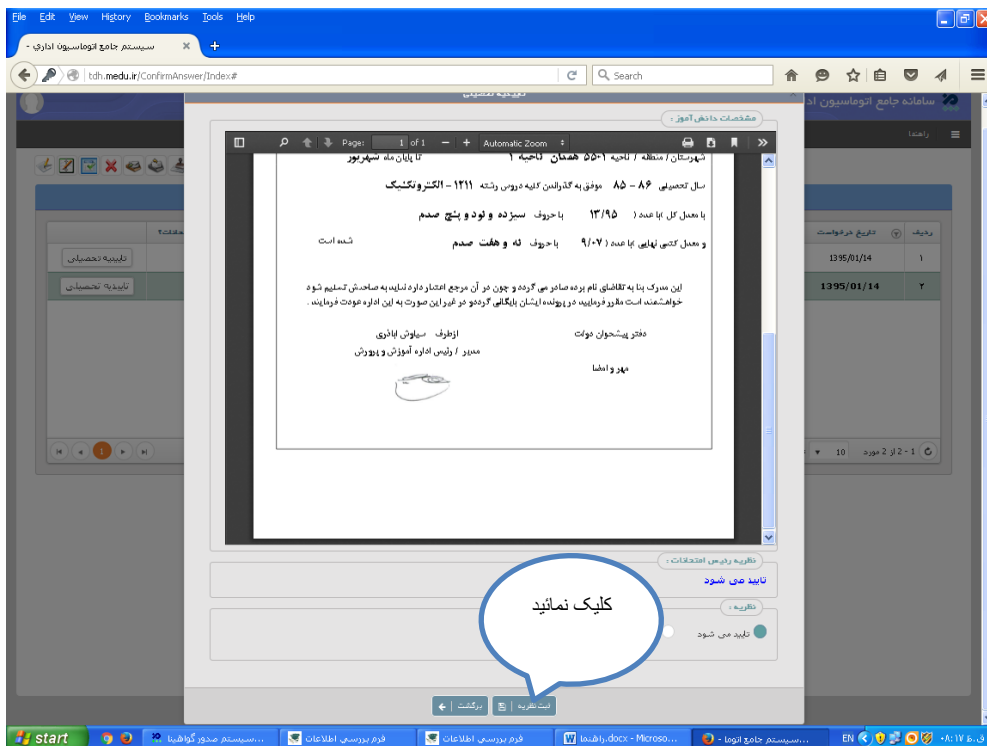 File Edit View History Bookmarks Tools Help
سیستم جامع اتوماسیون اداری -
tdh.medu.ir/ConfirmAnswer/Index#
Search
سامانه جامع اتوماسیون اد
تاییدیه تحصیلی
راهنما
مشخصات دانش آموز :
Page: 1 of 1 Automatic Zoom
شهرستان / منطقه / ناحیه ۵۵۰۱ همدان ناحیه ۱ تا پایان ماه شهریور
سال تحصیلی ۸۶ - ۸۵ موفق به گذراندن کلیه دروس رشته ۱۲۱۱ - الکتروتکنیک
با معدل کل (با عدد) ۱۳/۹۵ با حروف سیزده و نود و پنج صدم
و معدل کتبی نهایی (با عدد) ۹/۰۷ با حروف نه و هفت صدم شده است
این مدرک بنا به تقاضای نام برده صادر می گردد و چون در آن مرجع اعتبار دارد نباید به صاحبش تسلیم شود
خواهشمند است مقرر فرمایید در پرونده ایشان بایگانی گرددو در غیر این صورت به این اداره عودت فرمایند .
دفتر پیشخوان دولت ازطرف سیاوش اباذری
مدیر / رئیس اداره آموزش و پرورش
مهر و امضا
ردیف تاریخ درخواست
۱ 1395/01/14 تاییدیه تحصیلی
۲ 1395/01/14 تاییدیه تحصیلی
1 - 2 از 2 مورد 10 1
نظریه رئیس امتحانات :
تایید می شود
نظریه :
تایید می شود
کلیک نمائید
ثبت نظریه برگشت
start سیستم صدور گواهینا... فرم بررسی اطلاعات فرم بررسی اطلاعات راهنما.docx - Microso... سیستم جامع اتوما - ... EN ۰۸:۱۷ ق.ظ